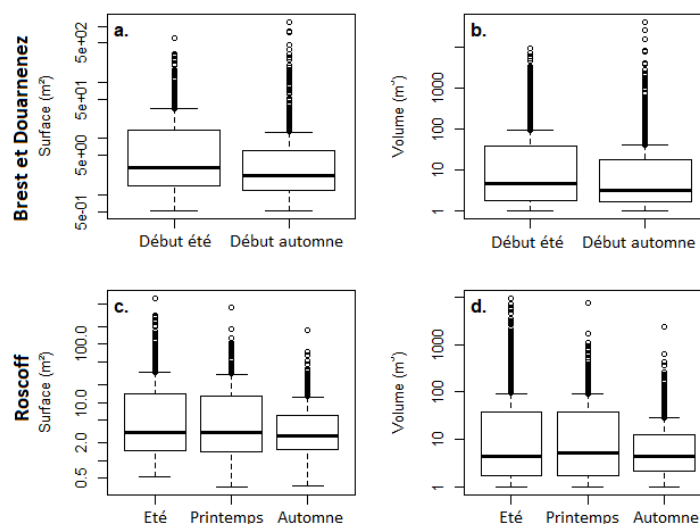 Brest et Douarnenez
a.
Surface (m²)
5e+02
5e+01
5e+00
5e-01
Début été Début automne
b.
Volume (m³)
1000
100
10
1
Début été Début automne
Roscoff
c.
Surface (m²)
100.0
10.0
2.0
0.5
Eté Printemps Automne
d.
Volume (m³)
1000
100
10
1
Eté Printemps Automne